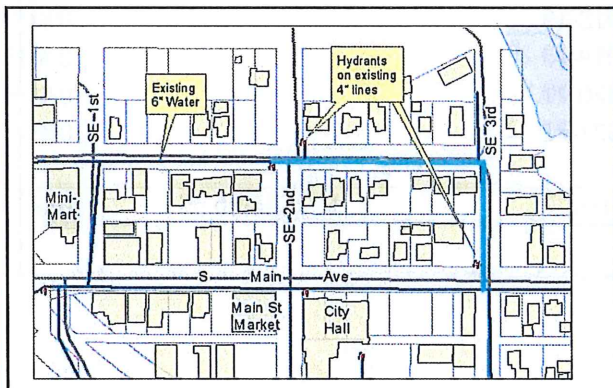 Existing
6" Water
Hydrants
on existing
4" lines
SE 1st
SE 3rd
Mini-
Mart
SE 2nd
S Main Ave
Main St
Market
City
Hall